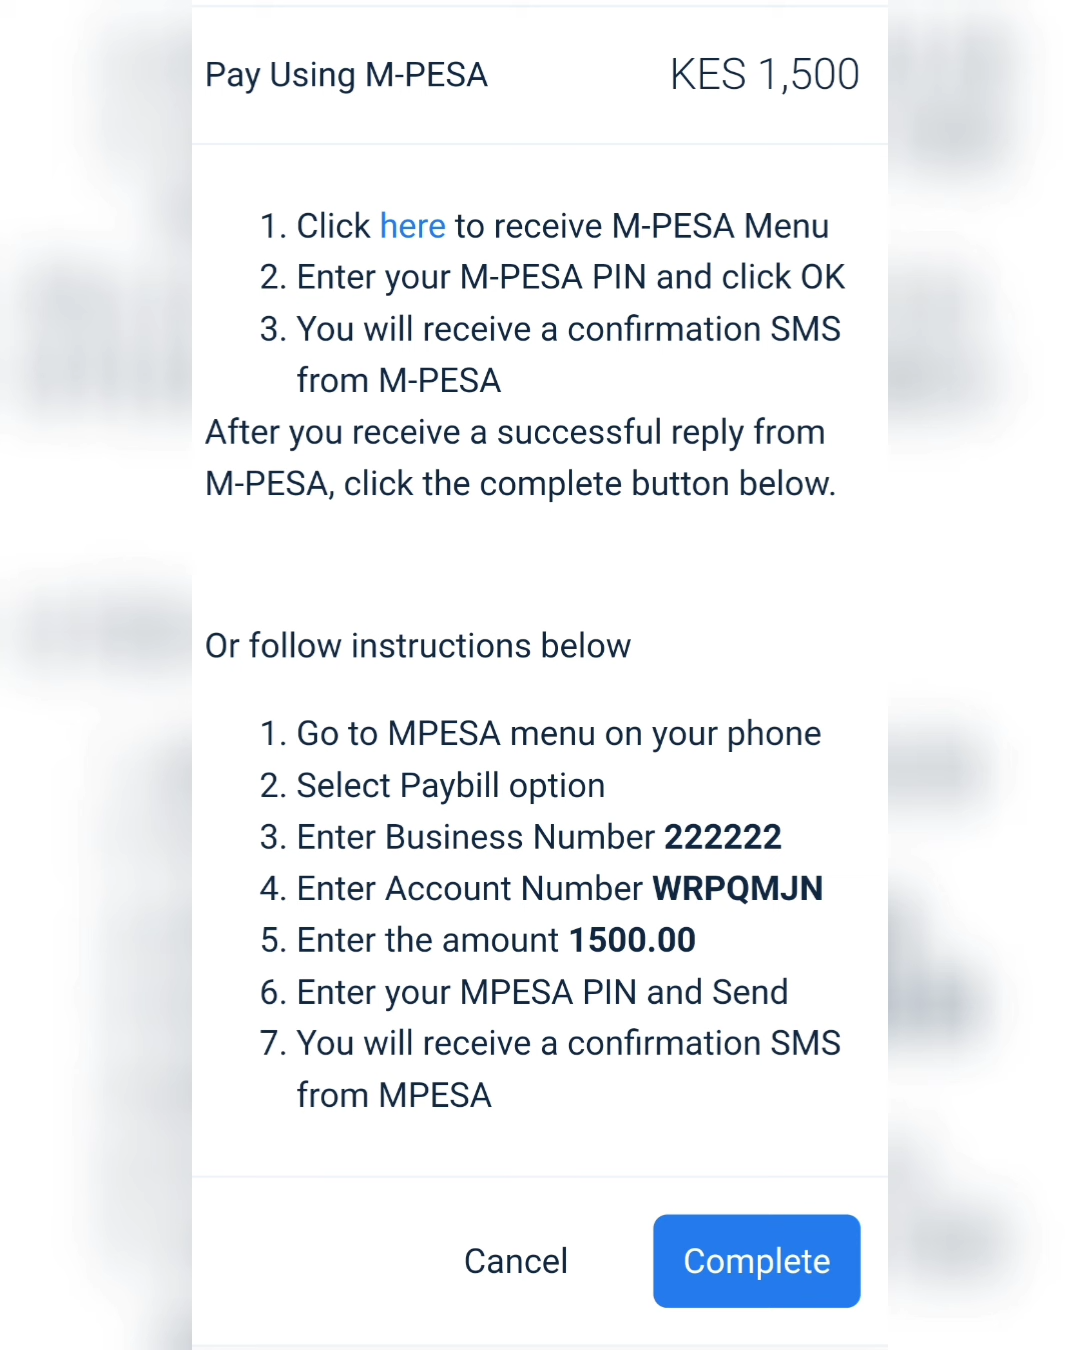 Pay Using M-PESA KES 1,500
1. Click here to receive M-PESA Menu
2. Enter your M-PESA PIN and click OK
3. You will receive a confirmation SMS
from M-PESA
After you receive a successful reply from
M-PESA, click the complete button below.
Or follow instructions below
1. Go to MPESA menu on your phone
2. Select Paybill option
3. Enter Business Number 222222
4. Enter Account Number WRPQMJN
5. Enter the amount 1500.00
6. Enter your MPESA PIN and Send
7. You will receive a confirmation SMS
from MPESA
Cancel Complete